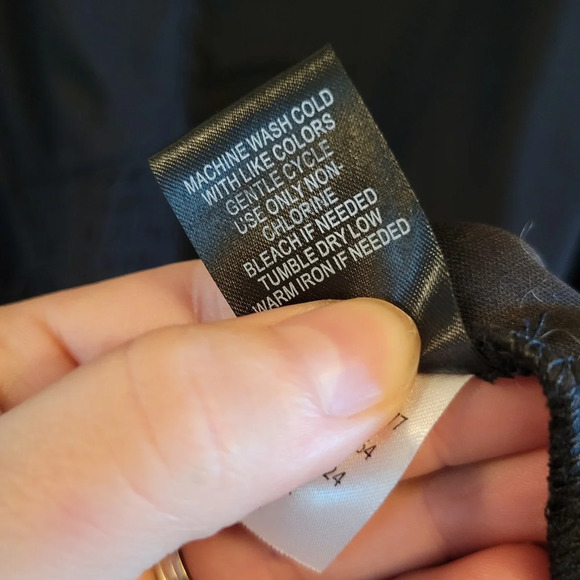 MACHINE WASH COLD
WITH LIKE COLORS
GENTLE CYCLE
USE ONLY NON-
CHLORINE
BLEACH IF NEEDED
TUMBLE DRY LOW
WARM IRON IF NEEDED
24